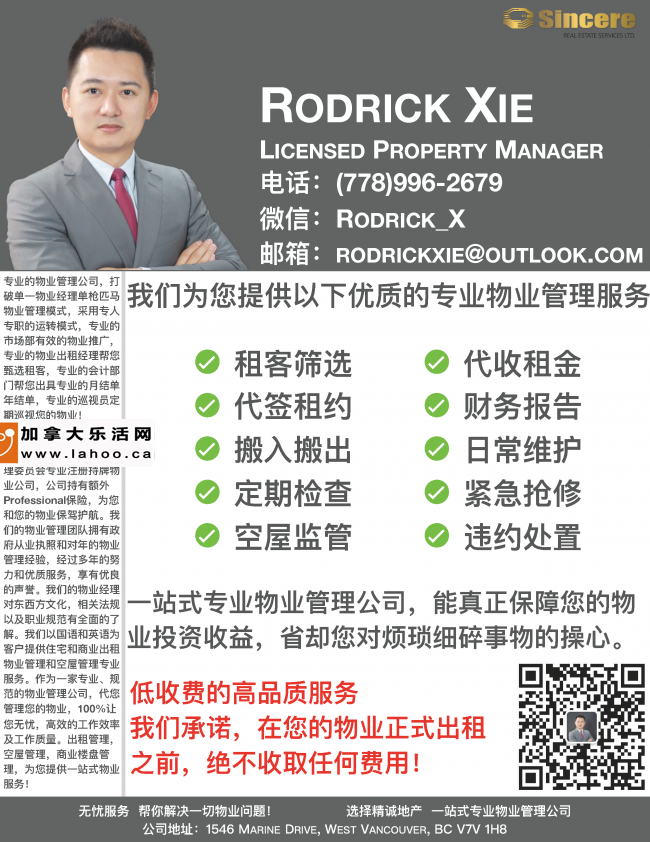 Sincere
REAL ESTATE SERVICES LTD.
RODRICK XIE
LICENSED PROPERTY MANAGER
电话：(778)996-2679
微信：RODRICK_X
邮箱：RODRICKXIE@OUTLOOK.COM
专业的物业管理公司，打
破单一物业经理单枪匹马
物业管理模式，采用专人
专职的运转模式，专业的
市场部有效的物业推广，
专业的物业出租经理帮您
甄选租客，专业的会计部
门帮您出具专业的月结单
年结单，专业的巡视员定
期巡视您的物业！
加拿大乐活网
www.lahoo.ca
理委员会专业注册持牌物
业公司，公司持有额外
Professional保险，为您
和您的物业保驾护航。我
们的物业管理团队拥有政
府从业执照和对年的物业
管理经验，经过多年的努
力和优质服务，享有优良
的声誉。我们的物业经理
对东西方文化，相关法规
以及职业规范有全面的了
解。我们以国语和英语为
客户提供住宅和商业出租
物业管理和空屋管理专业
服务。作为一家专业、规
范的物业管理公司，代您
管理您的物业，100%让
您无忧，高效的工作效率
及工作质量。出租管理，
空屋管理，商业楼盘管
理，为您提供一站式物业
服务！
我们为您提供以下优质的专业物业管理服务
租客筛选
代收租金
代签租约
财务报告
搬入搬出
日常维护
定期检查
紧急抢修
空屋监管
违约处置
一站式专业物业管理公司，能真正保障您的物
业投资收益，省却您对烦琐细碎事物的操心。
低收费的高品质服务
我们承诺，在您的物业正式出租
之前，绝不收取任何费用！
无忧服务 帮你解决一切物业问题！ 选择精诚地产 一站式专业物业管理公司
公司地址：1546 MARINE DRIVE, WEST VANCOUVER, BC V7V 1H8